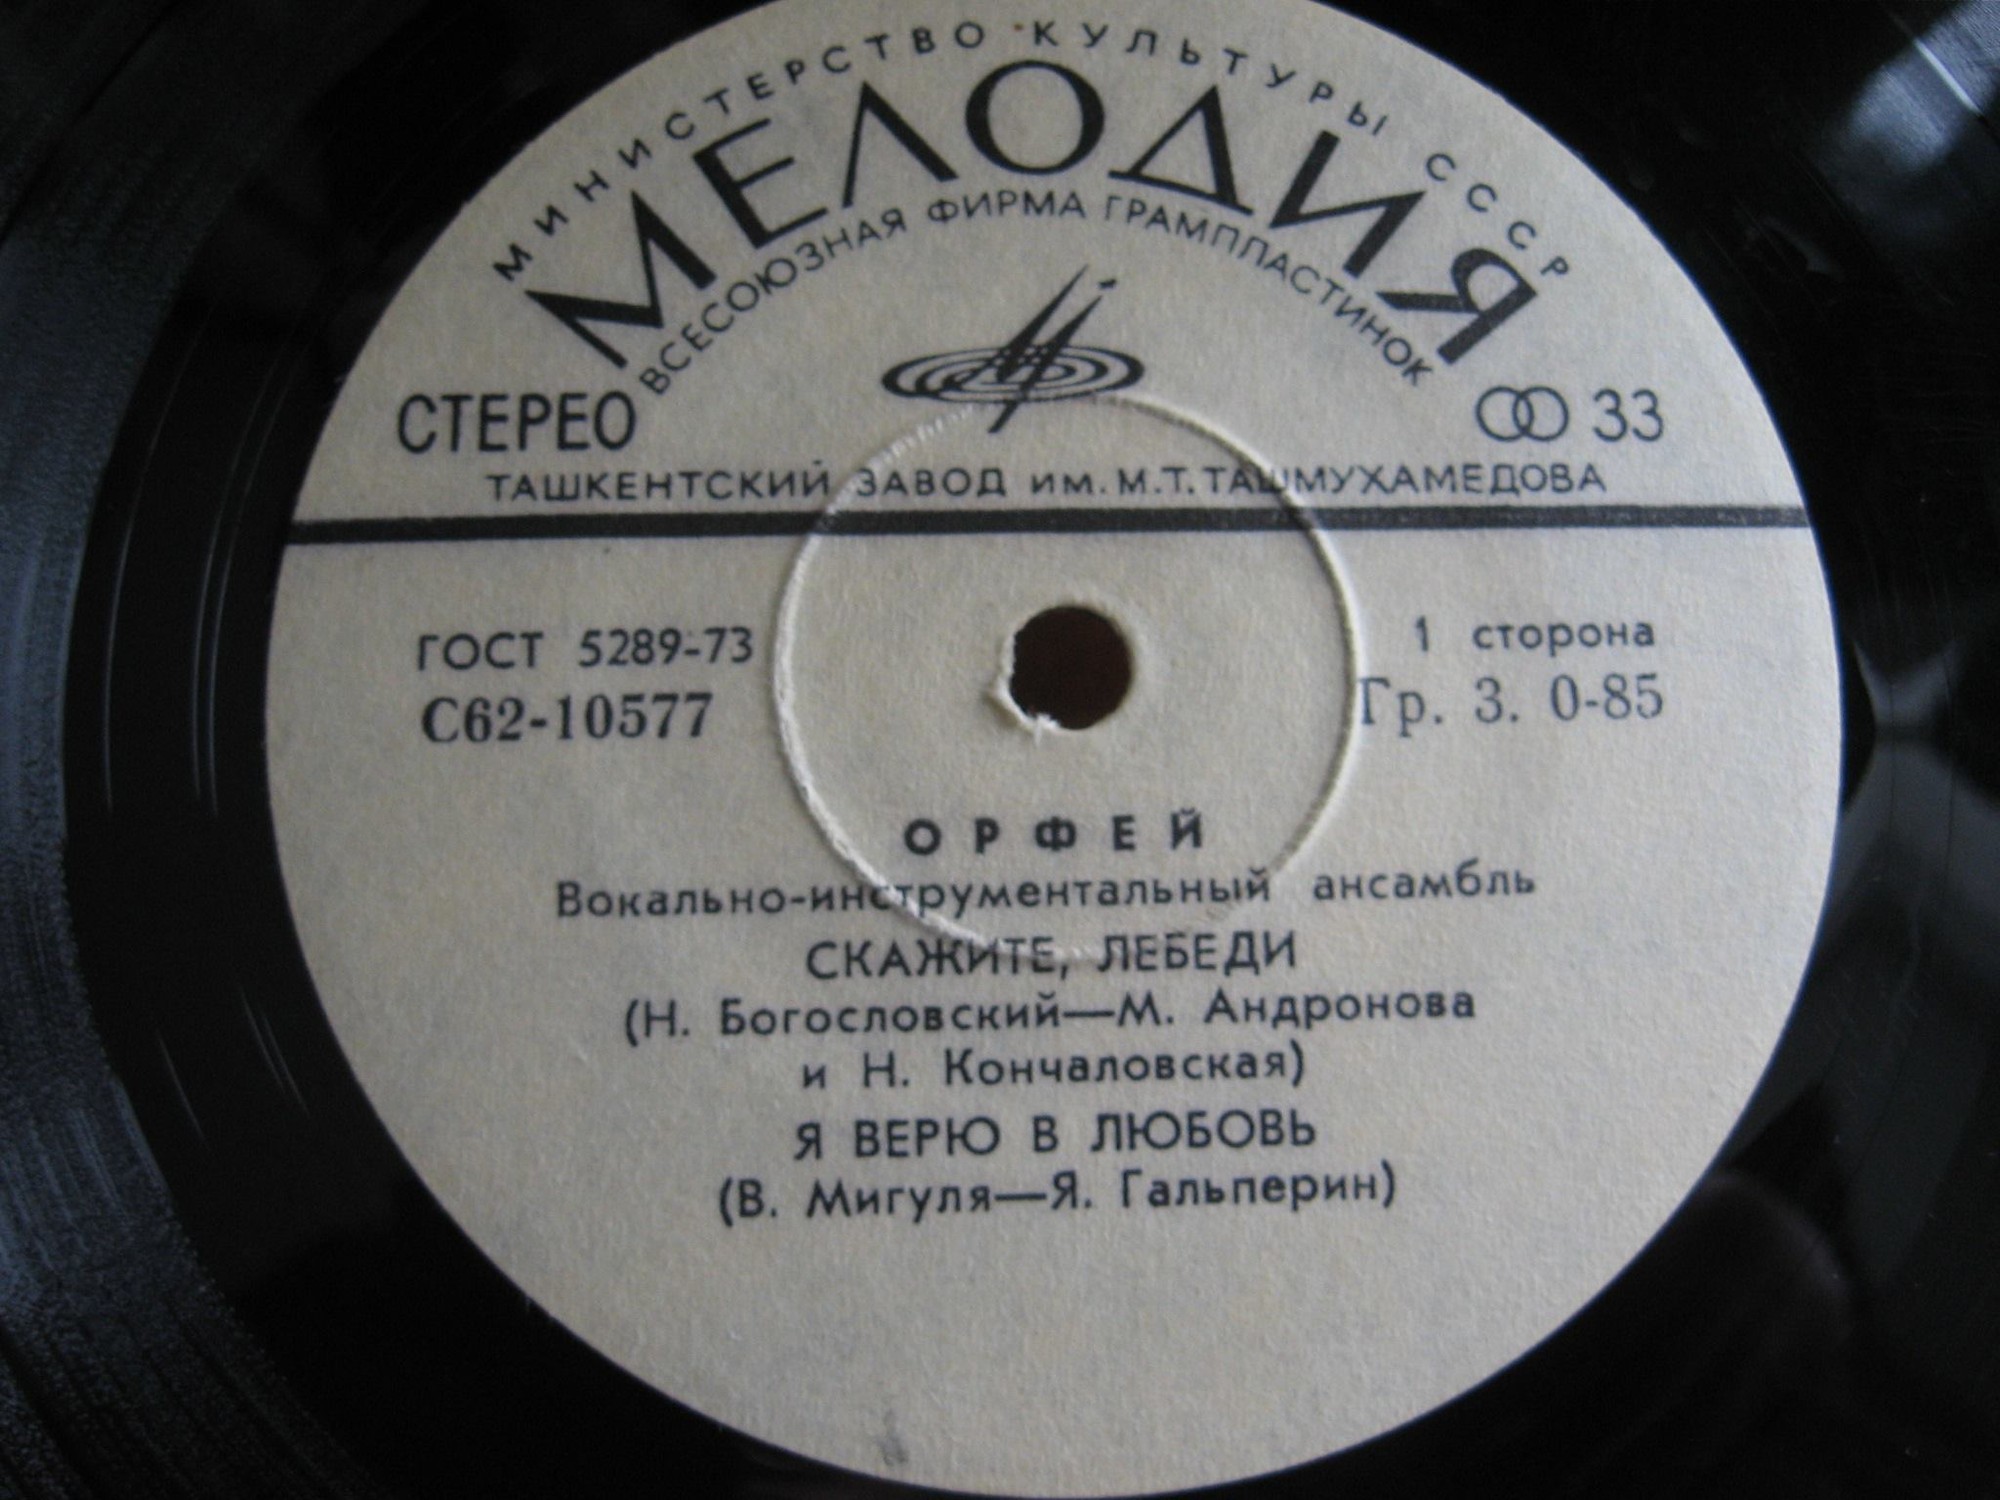 МИНИСТЕРСТВО КУЛЬТУРЫ СССР
МЕЛОДИЯ
ВСЕСОЮЗНАЯ ФИРМА ГРАМПЛАСТИНОК
СТЕРЕО 33
ТАШКЕНТСКИЙ ЗАВОД им. М.Т. ТАШМУХАМЕДОВА
ГОСТ 5289-73 1 сторона
С62-10577 Гр. 3. 0-85
ОРФЕЙ
Вокально-инструментальный ансамбль
СКАЖИТЕ, ЛЕБЕДИ
(Н. Богословский—М. Андронова
и Н. Кончаловская)
Я ВЕРЮ В ЛЮБОВЬ
(В. Мигуля—Я. Гальперин)